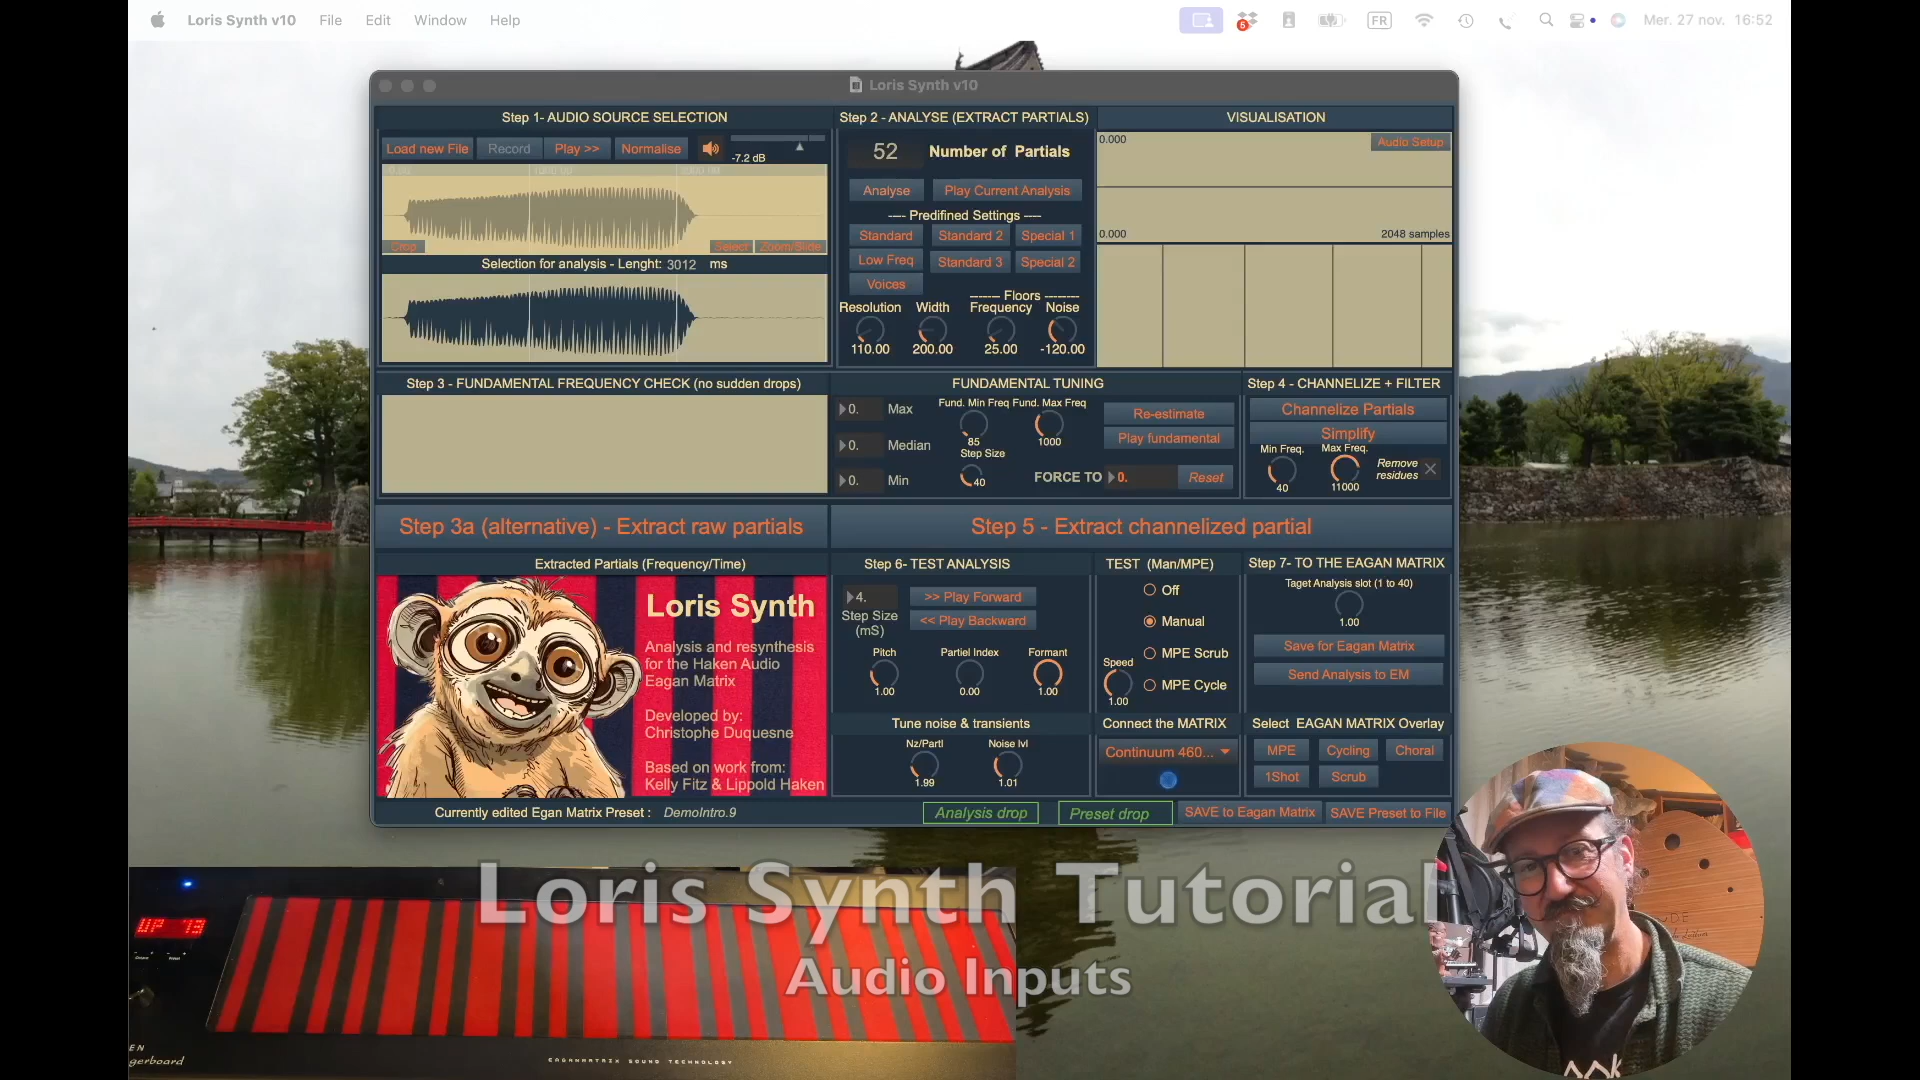 Loris Synth v10 File Edit Window Help
6 FR Mer. 27 nov. 16:52
Loris Synth v10
Step 1- AUDIO SOURCE SELECTION
Load new File Record Play >> Normalise
-7.2 dB
Crop Select Zoom/Slide
Selection for analysis - Lenght: 3012 ms
Step 2 - ANALYSE (EXTRACT PARTIALS)
52 Number of Partials
Analyse Play Current Analysis
---- Predifined Settings ----
Standard Standard 2 Special 1
Low Freq Standard 3 Special 2
Voices
------- Floors --------
Resolution Width Frequency Noise
110.00 200.00 25.00 -120.00
VISUALISATION
0.000 Audio Setup
0.000 2048 samples
Step 3 - FUNDAMENTAL FREQUENCY CHECK (no sudden drops)
FUNDAMENTAL TUNING
0. Max
0. Median
0. Min
Fund. Min Freq Fund. Max Freq
85 1000
Step Size
40
Re-estimate
Play fundamental
FORCE TO 0. Reset
Step 4 - CHANNELIZE + FILTER
Channelize Partials
Simplify
Min Freq. Max Freq.
40 11000
Remove
residues
Step 3a (alternative) - Extract raw partials
Step 5 - Extract channelized partial
Extracted Partials (Frequency/Time)
Loris Synth
Analysis and resynthesis
for the Haken Audio
Eagan Matrix
Developed by:
Christophe Duquesne
Based on work from:
Kelly Fitz & Lippold Haken
Step 6- TEST ANALYSIS
4.
Step Size
(mS)
>> Play Forward
<< Play Backward
Pitch Partiel Index Formant
1.00 0.00 1.00
Tune noise & transients
Nz/Partl Noise lvl
1.99 1.01
TEST (Man/MPE)
Off
Manual
MPE Scrub
MPE Cycle
Speed
1.00
Connect the MATRIX
Continuum 460...
Step 7- TO THE EAGAN MATRIX
Taget Analysis slot (1 to 40)
1.00
Save for Eagan Matrix
Send Analysis to EM
Select EAGAN MATRIX Overlay
MPE Cycling Choral
1Shot Scrub
Currently edited Egan Matrix Preset : DemoIntro.9
Analysis drop Preset drop SAVE to Eagan Matrix SAVE Preset to File
Loris Synth Tutorial
Audio Inputs
EAGANMATRIX SOUND TECHNOLOGY